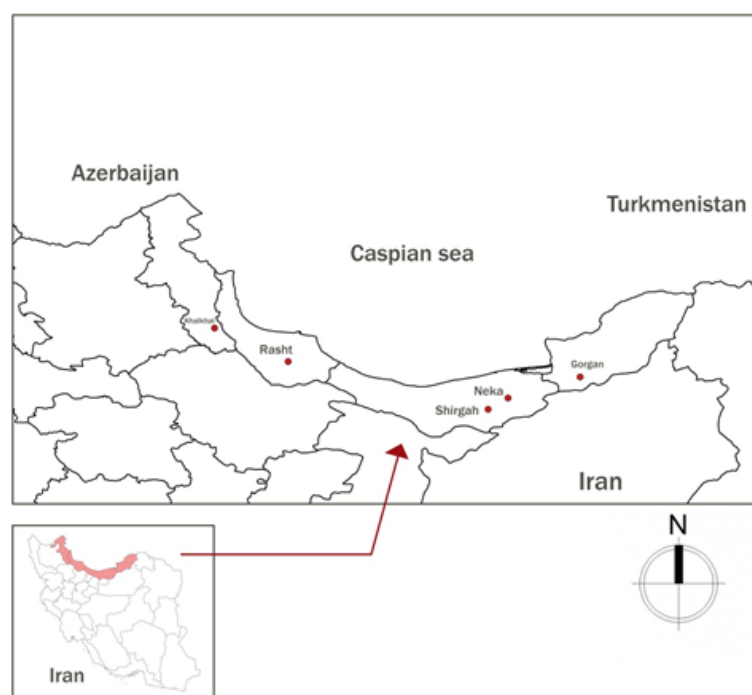 Azerbaijan
Turkmenistan
Caspian sea
Khalkhal
Rasht
Gorgan
Neka
Shirgah
Iran
N
Iran